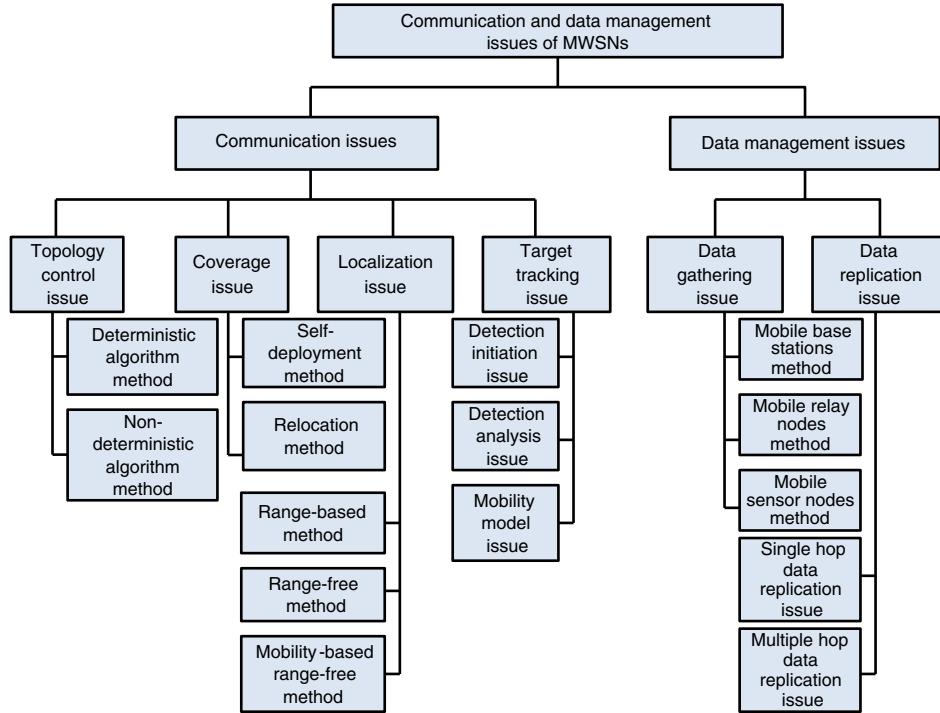 Communication and data management
issues of MWSNs
Communication issues
Data management issues
Topology
control
issue
Coverage
issue
Localization
issue
Target
tracking
issue
Data
gathering
issue
Data
replication
issue
Deterministic
algorithm
method
Non-
deterministic
algorithm
method
Self-
deployment
method
Relocation
method
Range-based
method
Range-free
method
Mobility-based
range-free
method
Detection
initiation
issue
Detection
analysis
issue
Mobility
model
issue
Mobile base
stations
method
Mobile relay
nodes
method
Mobile
sensor nodes
method
Single hop
data
replication
issue
Multiple hop
data
replication
issue